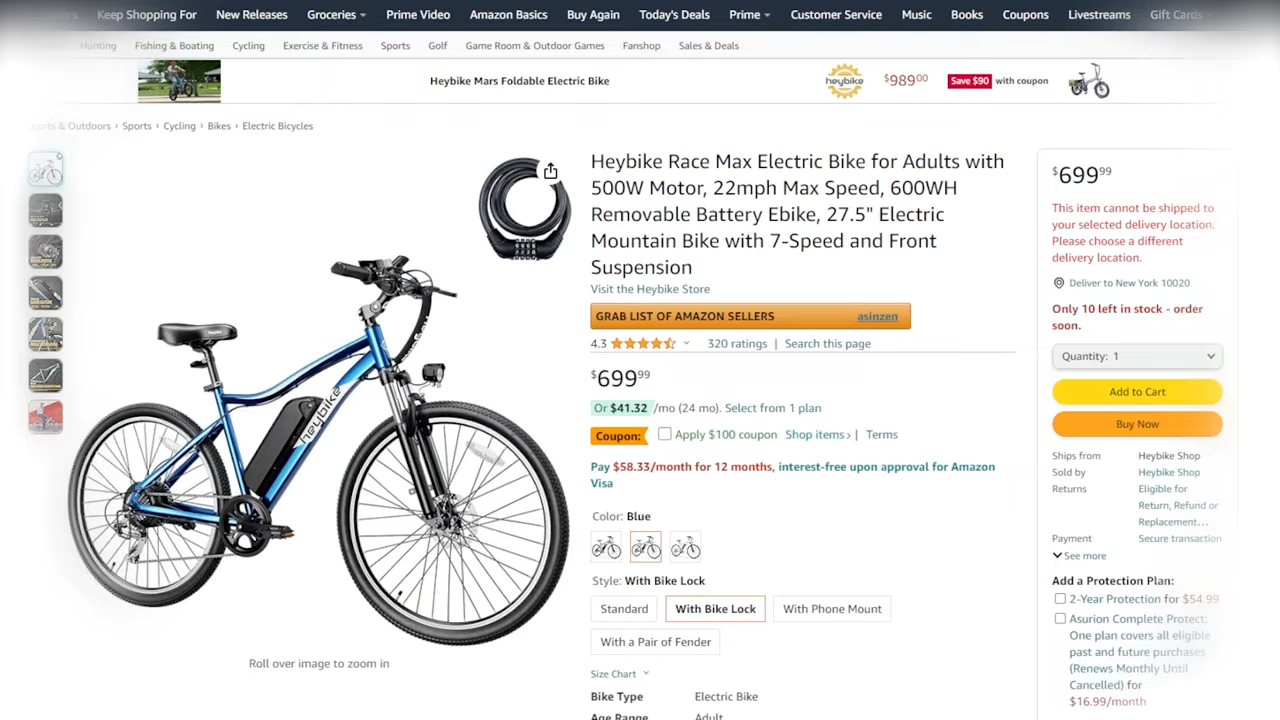 Keep Shopping For New Releases Groceries Prime Video Amazon Basics Buy Again Today's Deals Prime Customer Service Music Books Coupons Livestreams Gift Cards
Hunting Fishing & Boating Cycling Exercise & Fitness Sports Golf Game Room & Outdoor Games Fanshop Sales & Deals
Heybike Mars Foldable Electric Bike heybike $989.00 Save $90 with coupon
& Outdoors › Sports › Cycling › Bikes › Electric Bicycles
Heybike Race Max Electric Bike for Adults with
500W Motor, 22mph Max Speed, 600WH
Removable Battery Ebike, 27.5" Electric
Mountain Bike with 7-Speed and Front
Suspension
Visit the Heybike Store
GRAB LIST OF AMAZON SELLERS asinzen
4.3 320 ratings | Search this page
$699.99
Or $41.32 /mo (24 mo). Select from 1 plan
Coupon: Apply $100 coupon Shop items › | Terms
Pay $58.33/month for 12 months, interest-free upon approval for Amazon
Visa
Color: Blue
Style: With Bike Lock
Standard With Bike Lock With Phone Mount
With a Pair of Fender
Size Chart
Bike Type Electric Bike
Age Range Adult
heybike
Roll over image to zoom in
$699.99
This item cannot be shipped to
your selected delivery location.
Please choose a different
delivery location.
Deliver to New York 10020
Only 10 left in stock - order
soon.
Quantity: 1
Add to Cart
Buy Now
Ships from Heybike Shop
Sold by Heybike Shop
Returns Eligible for
Return, Refund or
Replacement…
Payment Secure transaction
See more
Add a Protection Plan:
2-Year Protection for $54.99
Asurion Complete Protect:
One plan covers all eligible
past and future purchases
(Renews Monthly Until
Cancelled) for
$16.99/month